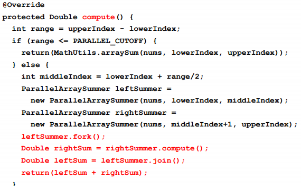 @Override
protected Double compute() {
int range = upperIndex - lowerIndex;
if (range <= PARALLEL_CUTOFF) {
return(MathUtils.arraySum(nums, lowerIndex, upperIndex));
} else {
int middleIndex = lowerIndex + range/2;
ParallelArraySummer leftSummer =
new ParallelArraySummer(nums, lowerIndex, middleIndex);
ParallelArraySummer rightSummer =
new ParallelArraySummer(nums, middleIndex+1, upperIndex);
leftSummer.fork();
Double rightSum = rightSummer.compute();
Double leftSum = leftSummer.join();
return(leftSum + rightSum);
}